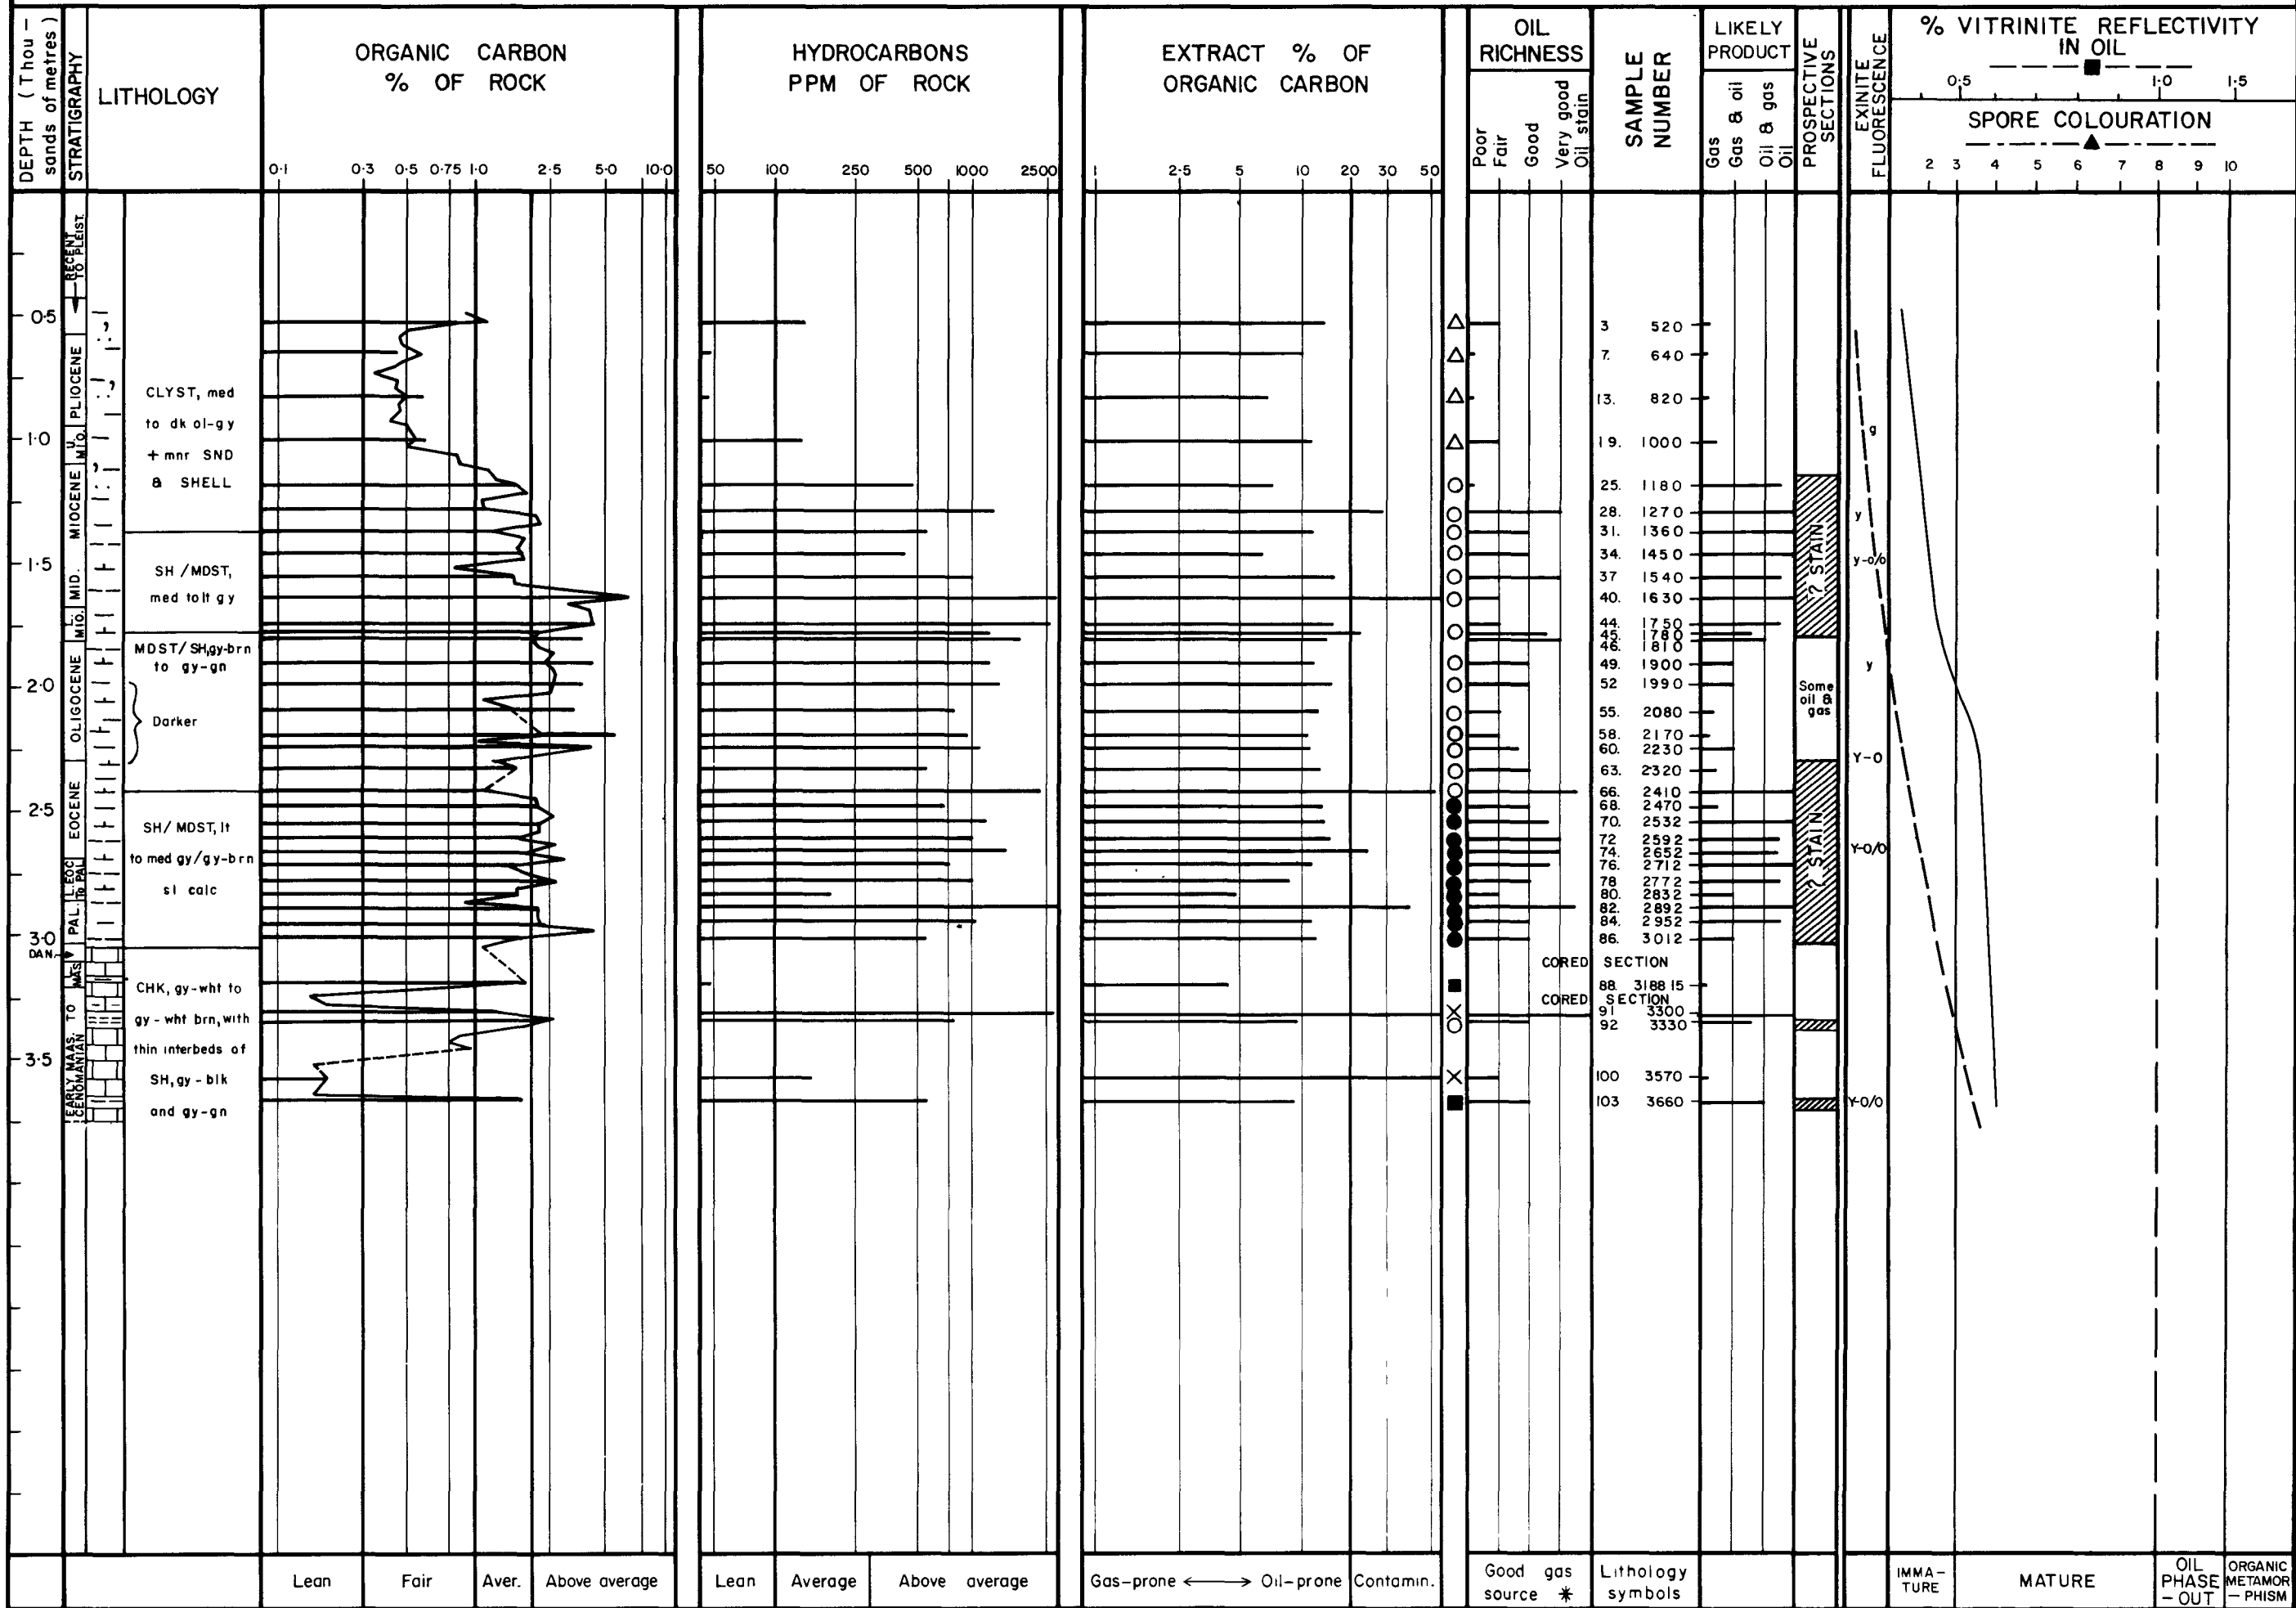 DEPTH (Thou-
sands of metres)
STRATIGRAPHY
LITHOLOGY
ORGANIC CARBON
% OF ROCK
0·1 0·3 0·5 0·75 1·0 2·5 5·0 10·0
HYDROCARBONS
PPM OF ROCK
50 100 250 500 1000 2500
EXTRACT % OF
ORGANIC CARBON
1 2·5 5 10 20 30 50
OIL
RICHNESS
Poor
Fair
Good
Very good
Oil stain
SAMPLE
NUMBER
LIKELY
PRODUCT
Gas
Gas & oil
Oil & gas
Oil
PROSPECTIVE
SECTIONS
EXINITE
FLUORESCENCE
% VITRINITE REFLECTIVITY
IN OIL
0·5 1·0 1·5
SPORE COLOURATION
2 3 4 5 6 7 8 9 10
0·5
1·0
1·5
2·0
2·5
3·0
3·5
RECENT
TO PLEIST.
PLIOCENE
U.
MIO.
MIOCENE
MID.
L.
MIO.
OLIGOCENE
EOCENE
L.EOC
To PAL
PAL.
DAN.
MAS.
EARLY MAAS. TO
CENOMANIAN
CLYST, med
to dk ol-gy
+ mnr SND
& SHELL
SH /MDST,
med to lt gy
MDST/ SH,gy-brn
to gy-gn
Darker
SH/ MDST, lt
to med gy/gy-brn
sl calc
CHK, gy-wht to
gy-wht brn, with
thin interbeds of
SH, gy-blk
and gy-gn
3 520
7. 640
13. 820
19. 1000
25. 1180
28. 1270
31. 1360
34. 1450
37 1540
40. 1630
44. 1750
45. 1780
46. 1810
49. 1900
52 1990
55. 2080
58. 2170
60. 2230
63. 2320
66. 2410
68. 2470
70. 2532
72 2592
74. 2652
76. 2712
78 2772
80. 2832
82. 2892
84. 2952
86. 3012
CORED SECTION
88. 3188 15
CORED SECTION
91 3300
92 3330
100 3570
103 3660
? STAIN
Some
oil &
gas
? STAIN
g
y
y-o/o
y
Y-O
Y-O/O
Y-O/O
Lean Fair Aver. Above average
Lean Average Above average
Gas-prone Oil-prone Contamin.
Good gas
source *
Lithology
symbols
IMMA-
TURE
MATURE
OIL
PHASE
-OUT
ORGANIC
METAMOR
-PHISM